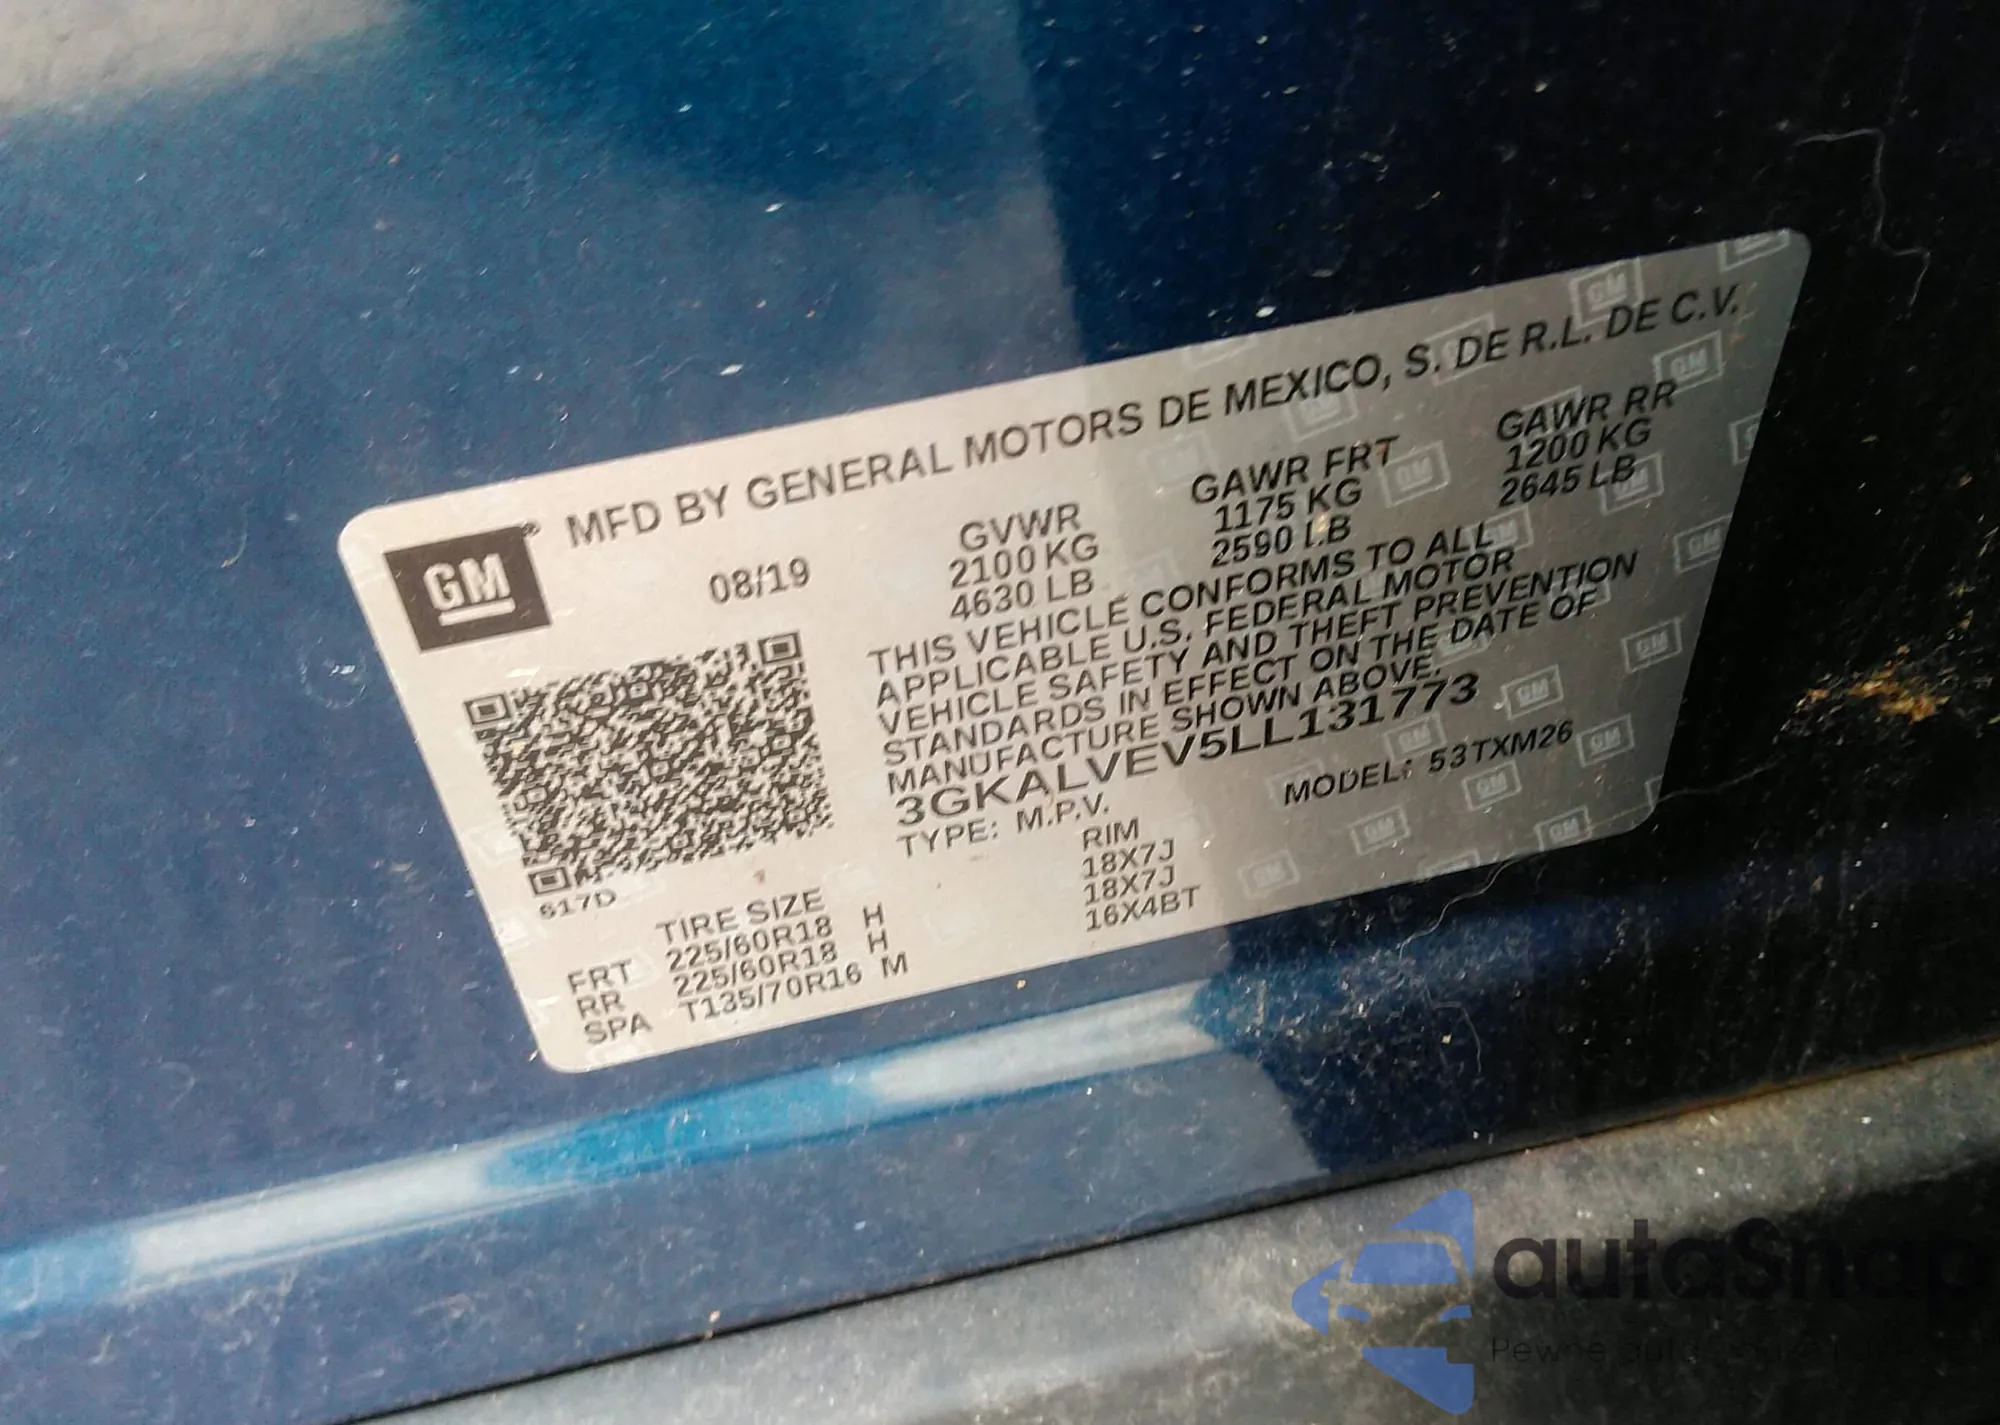 MFD BY GENERAL MOTORS DE MEXICO, S. DE R.L. DE C.V.
GM®
08/19
GVWR GAWR FRT GAWR RR
2100 KG 1175 KG 1200 KG
4630 LB 2590 LB 2645 LB
THIS VEHICLE CONFORMS TO ALL
APPLICABLE U.S. FEDERAL MOTOR
VEHICLE SAFETY AND THEFT PREVENTION
STANDARDS IN EFFECT ON THE DATE OF
MANUFACTURE SHOWN ABOVE.
3GKALVEV5LL131773
TYPE: M.P.V. MODEL: 53TXM26
617D
TIRE SIZE RIM
FRT 225/60R18 H 18X7J
RR 225/60R18 H 18X7J
SPA T135/70R16 M 16X4BT
autaSnap
Pewne auta